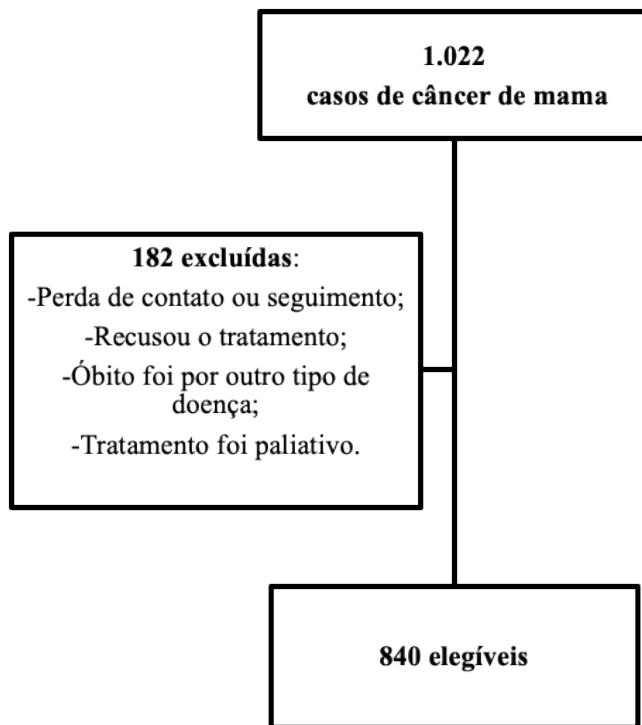 1.022
casos de câncer de mama
182 excluídas:
-Perda de contato ou seguimento;
-Recusou o tratamento;
-Óbito foi por outro tipo de
doença;
-Tratamento foi paliativo.
840 elegíveis